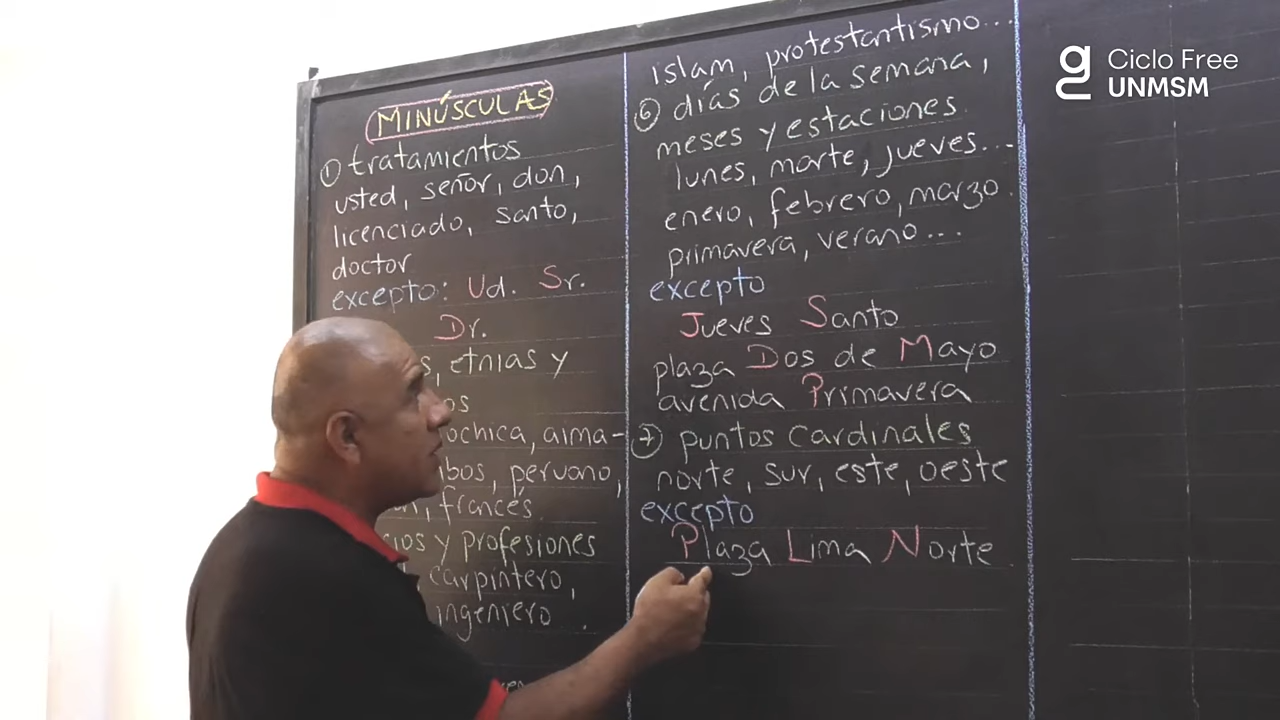 MINÚSCULAS
① tratamientos
usted, señor, don,
licenciado, santo,
doctor
excepto: Ud. Sr.
Dr.
etnias y
aima-
peruano,
francés
y profesiones
carpintero,
ingeniero
islam, protestantismo...
⑥ días de la semana,
meses y estaciones
lunes, marte, jueves...
enero, febrero, marzo
primavera, verano...
excepto
Jueves Santo
plaza Dos de Mayo
avenida Primavera
⑦ puntos cardinales
norte, sur, este, oeste
excepto
Plaza Lima Norte
Ciclo Free
UNMSM